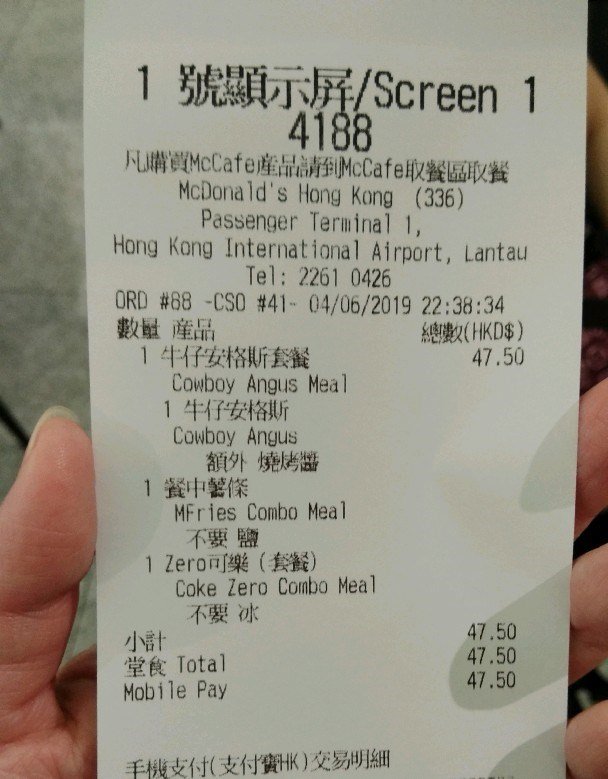 1 號顯示屏/Screen 1
4188
凡購買McCafe產品請到McCafe取餐區取餐
McDonald's Hong Kong (336)
Passenger Terminal 1,
Hong Kong International Airport, Lantau
Tel: 2261 0426
ORD #88 -CSO #41- 04/06/2019 22:38:34
數量 產品 總數(HKD$)
1 牛仔安格斯套餐 47.50
Cowboy Angus Meal
1 牛仔安格斯
Cowboy Angus
額外 燒烤醬
1 餐中薯條
MFries Combo Meal
不要 鹽
1 Zero可樂 (套餐)
Coke Zero Combo Meal
不要 冰
小計 47.50
堂食 Total 47.50
Mobile Pay 47.50
手機支付(支付寶HK)交易明細